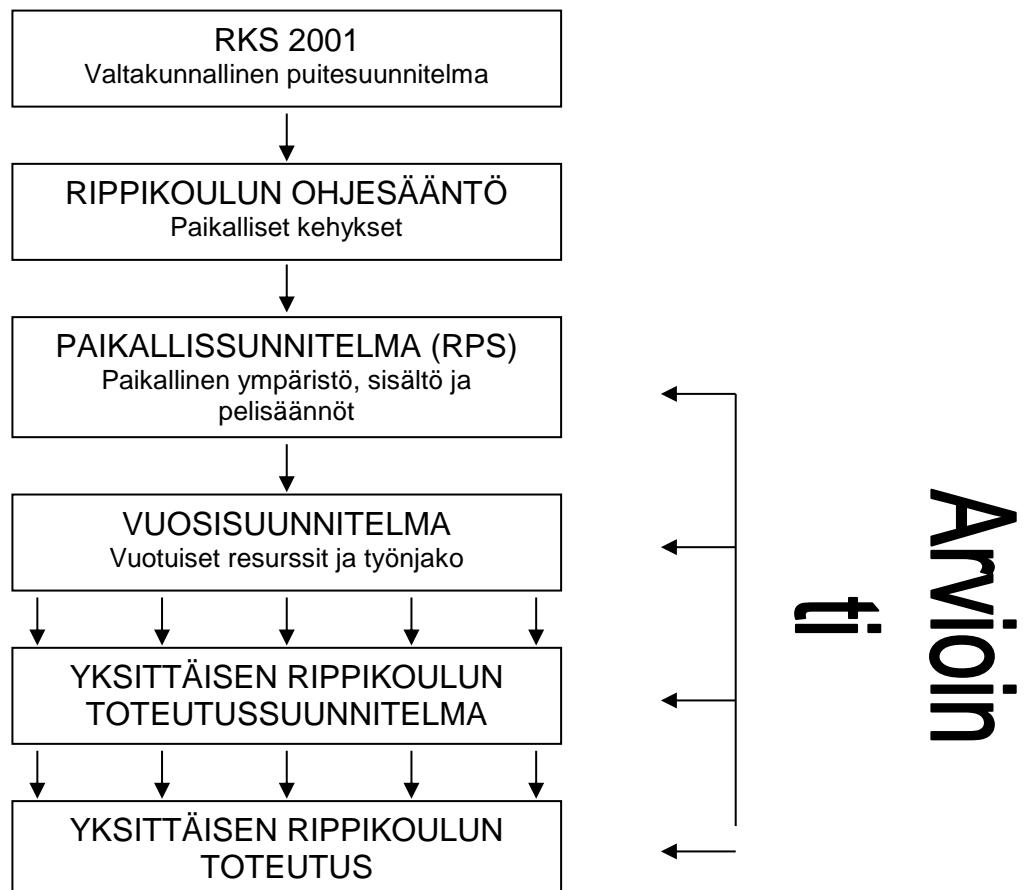 RKS 2001
Valtakunnallinen puitesuunnitelma
RIPPIKOULUN OHJESÄÄNTÖ
Paikalliset kehykset
PAIKALLISSUNNITELMA (RPS)
Paikallinen ympäristö, sisältö ja
pelisäännöt
VUOSISUUNNITELMA
Vuotuiset resurssit ja työnjako
YKSITTÄISEN RIPPIKOULUN
TOTEUTUSSUUNNITELMA
YKSITTÄISEN RIPPIKOULUN
TOTEUTUS
Arvioin
ti